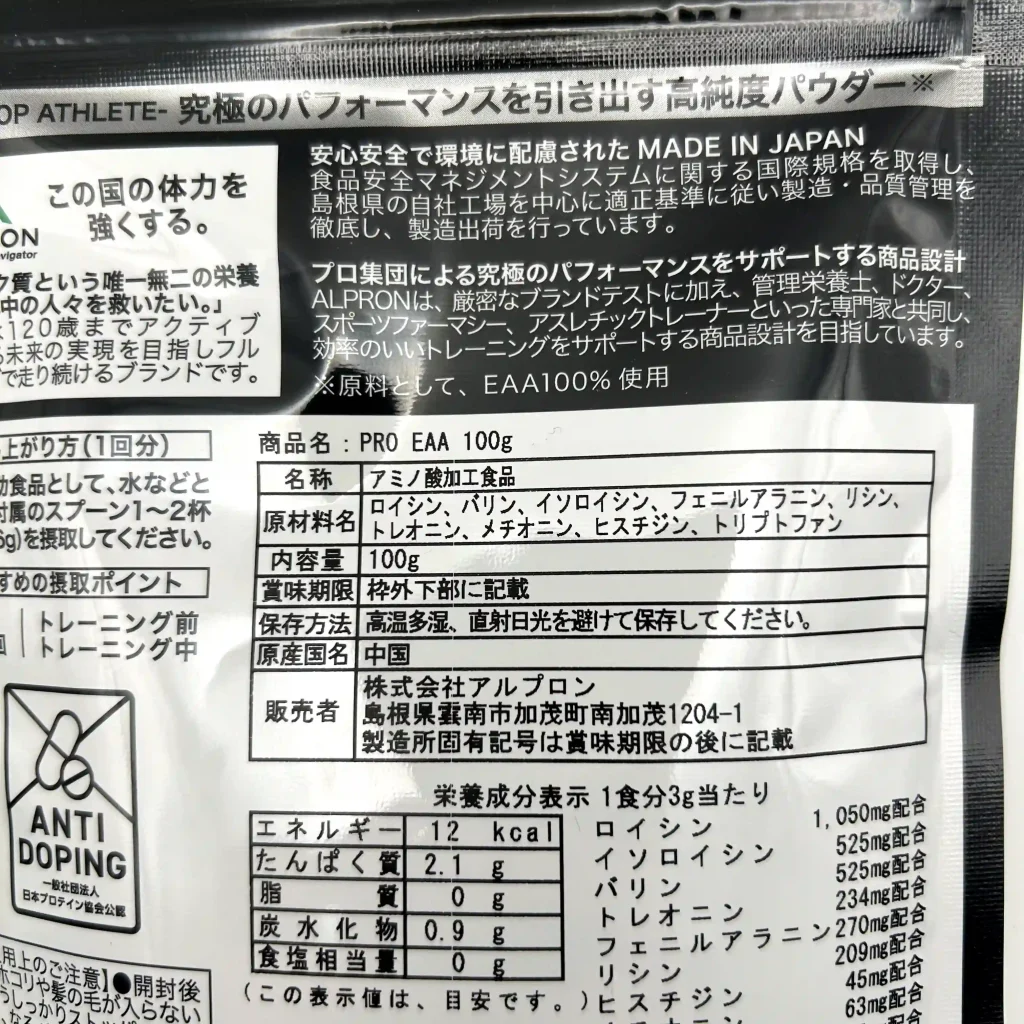 OP ATHLETE- 究極のパフォーマンスを引き出す高純度パウダー※
この国の体力を
強くする。
RON
vigator
ク質という唯一無二の栄養
中の人々を救いたい。」
120歳までアクティブ
未来の実現を目指しフル
で走り続けるブランドです。
安心安全で環境に配慮された MADE IN JAPAN
食品安全マネジメントシステムに関する国際規格を取得し、
島根県の自社工場を中心に適正基準に従い製造・品質管理を
徹底し、製造出荷を行っています。
プロ集団による究極のパフォーマンスをサポートする商品設計
ALPRONは、厳密なブランドテストに加え、管理栄養士、ドクター、
スポーツファーマシー、アスレチックトレーナーといった専門家と共同し、
効率のいいトレーニングをサポートする商品設計を目指しています。
※原料として、EAA100% 使用
上がり方(1回分)
助食品として、水などと
付属のスプーン1〜2杯
6g)を摂取してください。
すめの摂取ポイント
回 トレーニング前
トレーニング中
ANTI
DOPING
一般社団法人
日本プロテイン協会公認
用上のご注意】●開封後
ホコリや髪の毛が入らない
商品名：PRO EAA 100g
名称 アミノ酸加工食品
原材料名 ロイシン、バリン、イソロイシン、フェニルアラニン、リシン、
トレオニン、メチオニン、ヒスチジン、トリプトファン
内容量 100g
賞味期限 枠外下部に記載
保存方法 高温多湿、直射日光を避けて保存してください。
原産国名 中国
販売者 株式会社アルプロン
島根県雲南市加茂町南加茂1204-1
製造所固有記号は賞味期限の後に記載
栄養成分表示 1食分3g当たり
エネルギー 12 kcal
たんぱく質 2.1 g
脂質 0 g
炭水化物 0.9 g
食塩相当量 0 g
(この表示値は、目安です。)
ロイシン 1,050mg配合
イソロイシン 525mg配合
バリン 525mg配合
トレオニン 234mg配合
フェニルアラニン 270mg配合
リシン 209mg配合
ヒスチジン 45mg配合
63mg配合